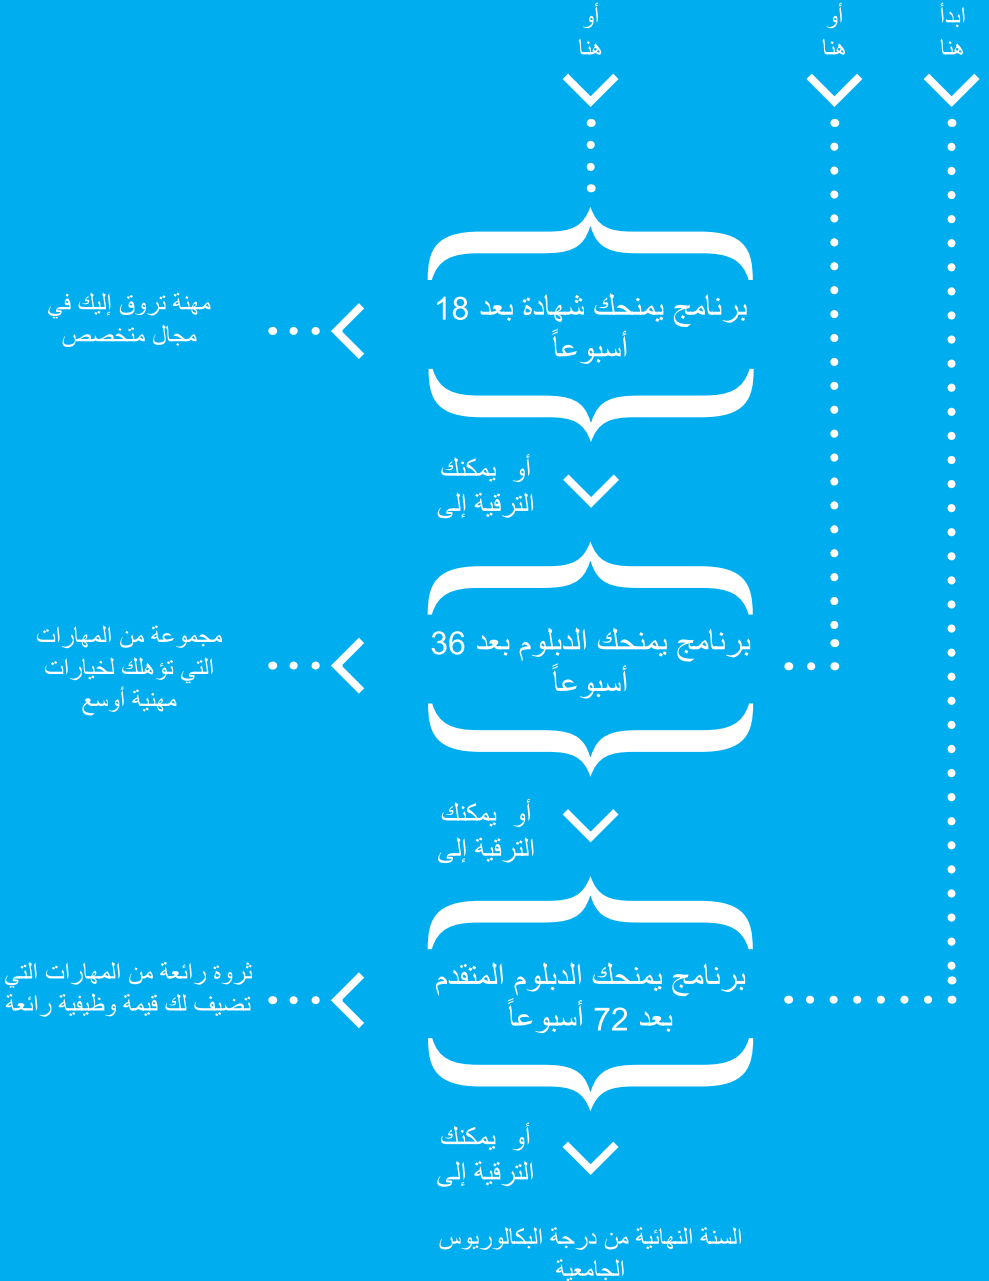 ابدأ
هنا
أو
هنا
أو
هنا
برنامج يمنحك شهادة بعد 18
أسبوعاً
مهنة تروق إليك في
مجال متخصص
أو يمكنك
الترقية إلى
برنامج يمنحك الدبلوم بعد 36
أسبوعاً
مجموعة من المهارات
التي تؤهلك لخيارات
مهنية أوسع
أو يمكنك
الترقية إلى
برنامج يمنحك الدبلوم المتقدم
بعد 72 أسبوعاً
ثروة رائعة من المهارات التي
تضيف لك قيمة وظيفية رائعة
أو يمكنك
الترقية إلى
السنة النهائية من درجة البكالوريوس
الجامعية